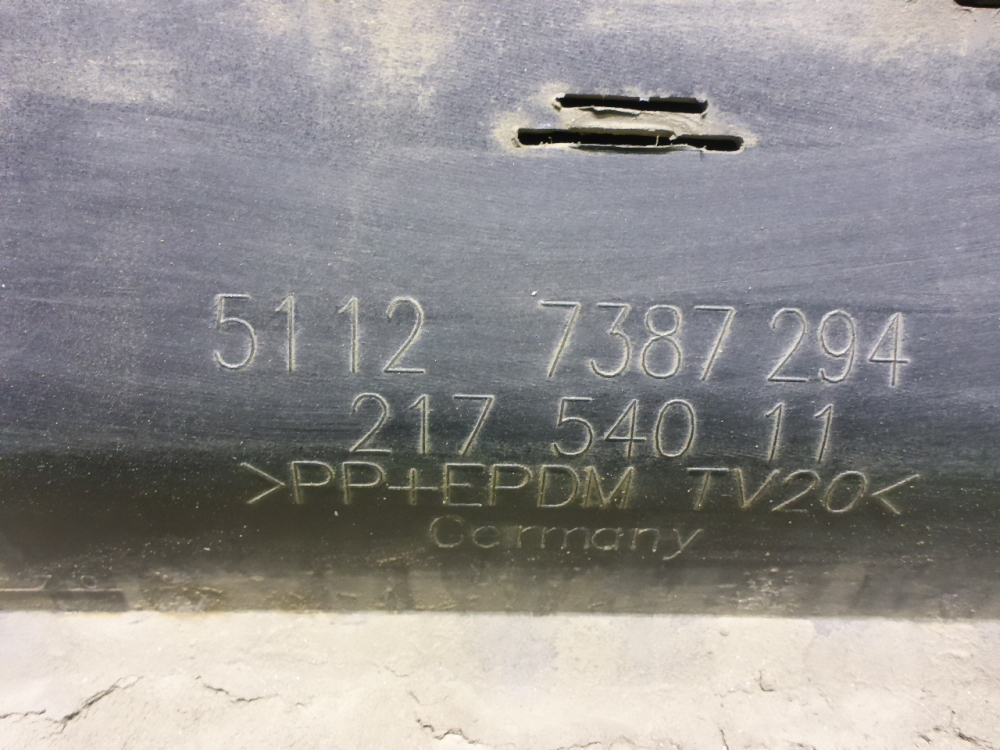 5112 7387 294
217 540 11
>PP+EPDM TV20<
Germany